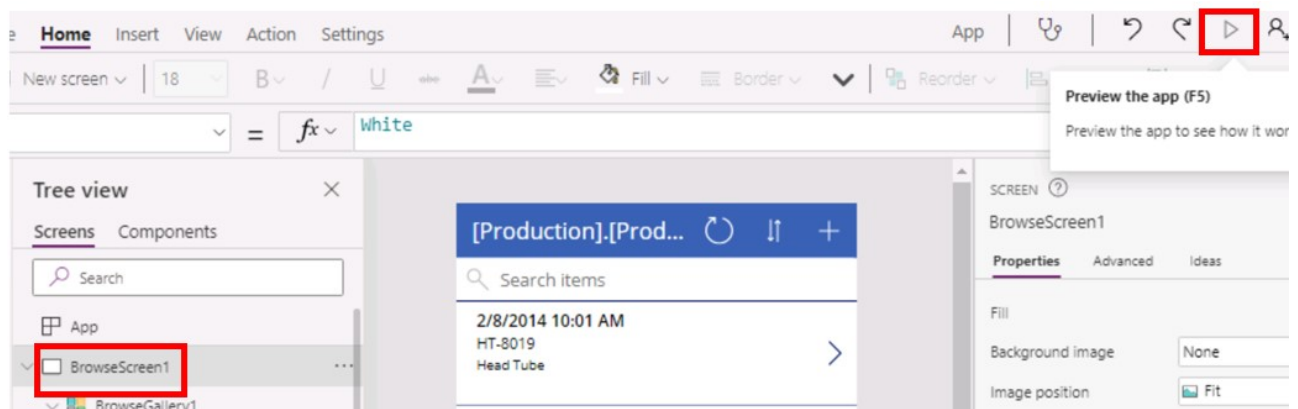 Home Insert View Action Settings App
New screen 18 B / U abc A Fill Border Reorder
= fx White
Preview the app (F5)
Preview the app to see how it wor
Tree view
Screens Components
Search
App
BrowseScreen1
BrowseGallery1
[Production].[Prod...
Search items
2/8/2014 10:01 AM
HT-8019
Head Tube
SCREEN
BrowseScreen1
Properties Advanced Ideas
Fill
Background image None
Image position Fit